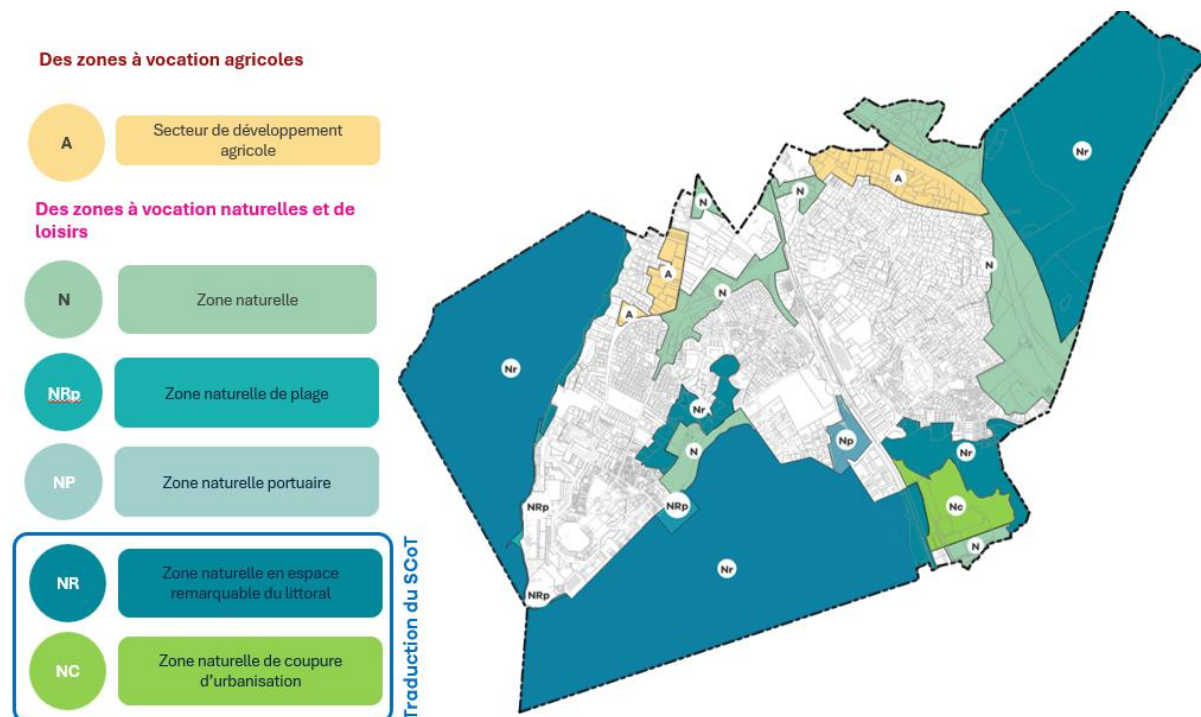 Des zones à vocation agricoles
A
Secteur de développement
agricole
Des zones à vocation naturelles et de
loisirs
N
Zone naturelle
NRp
Zone naturelle de plage
NP
Zone naturelle portuaire
NR
Zone naturelle en espace
remarquable du littoral
NC
Zone naturelle de coupure
d'urbanisation
Traduction du SCoT
Nr
A
N
N
N
A
N
A
Nr
Nr
Np
N
Nr
NRp
NRp
Nc
N
Nr
NRp